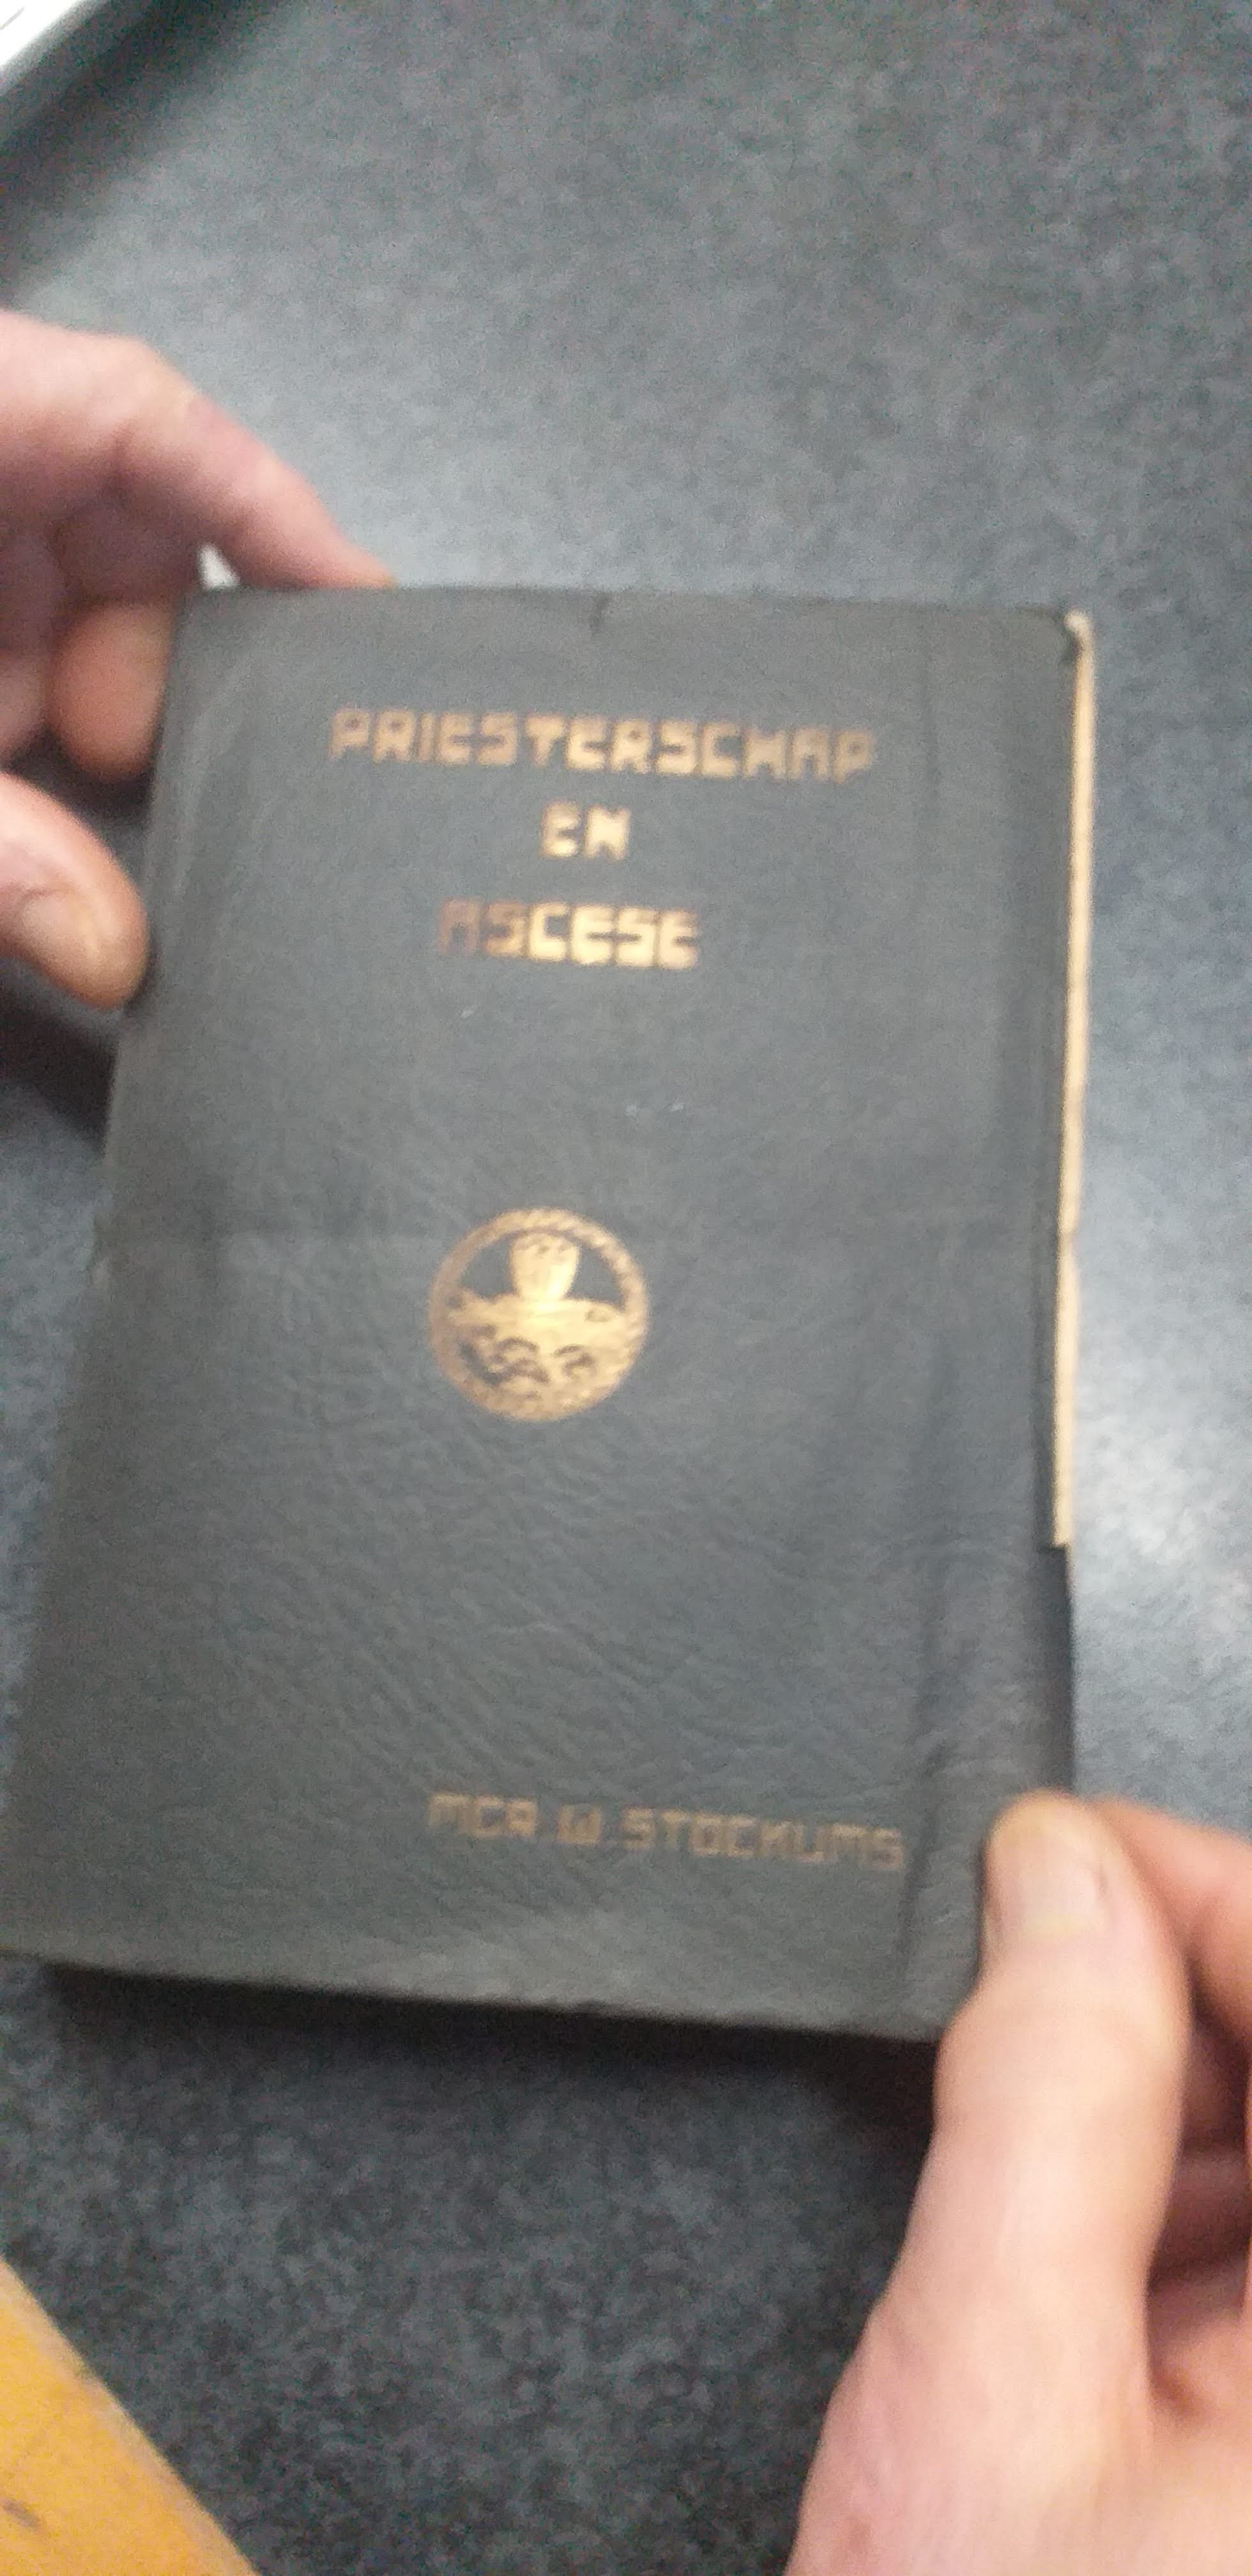 PRIESTERSCHAP
EN
ASCESE
MGR. W. STOCKUMS